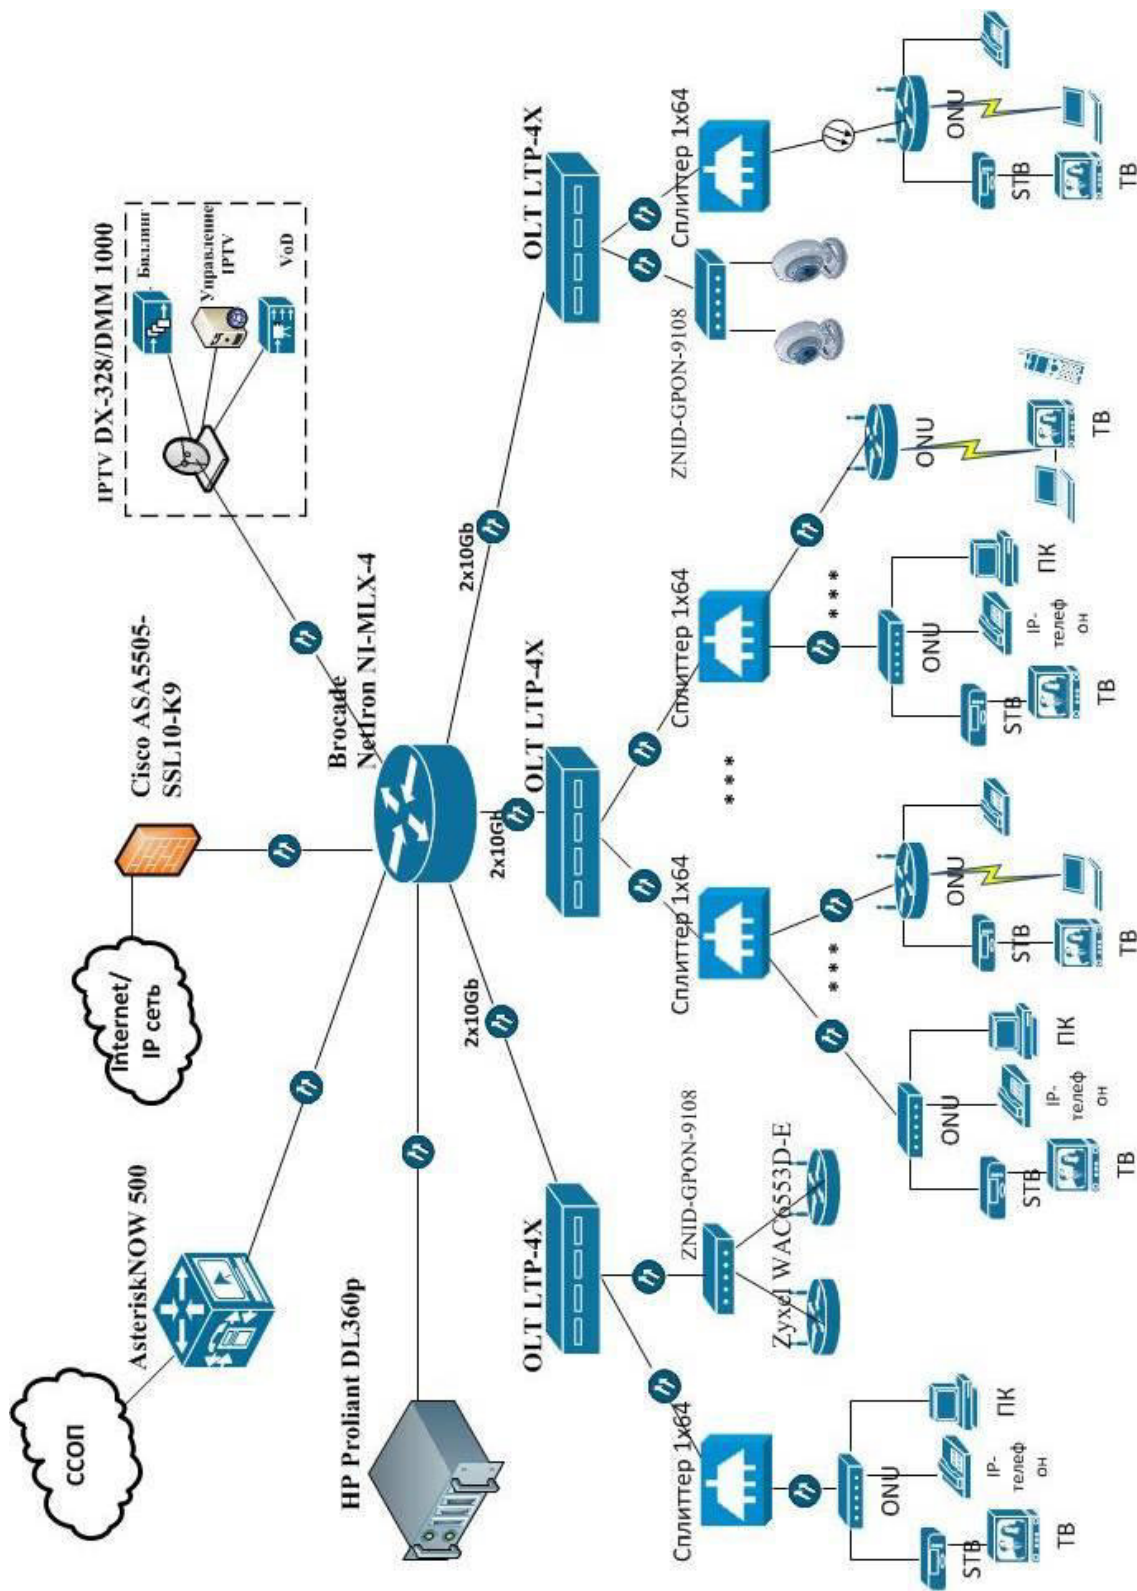 ССОП
AsteriskNOW 500
Internet/
IP сеть
Cisco ASA5505-
SSL10-K9
IPTV DX-328/DMM 1000
Биллинг
Управление
IPTV
VoD
HP Proliant DL360p
Brocade
NetIron NI-MLX-4
2x10Gb
2x10Gb
2x10Gb
OLT LTP-4X
OLT LTP-4X
OLT LTP-4X
Сплиттер 1x64
ZNID-GPON-9108
Сплиттер 1x64
* * *
Сплиттер 1x64
ZNID-GPON-9108
Сплиттер 1x64
Zyxel WAC6553D-E
* * *
* * *
ONU
STB
ТВ
IP-
телеф
он
ПК
ONU
STB
ТВ
IP-
телеф
он
ПК
ONU
STB
ТВ
ONU
STB
ТВ
IP-
телеф
он
ПК
ONU
ТВ
ONU
STB
ТВ